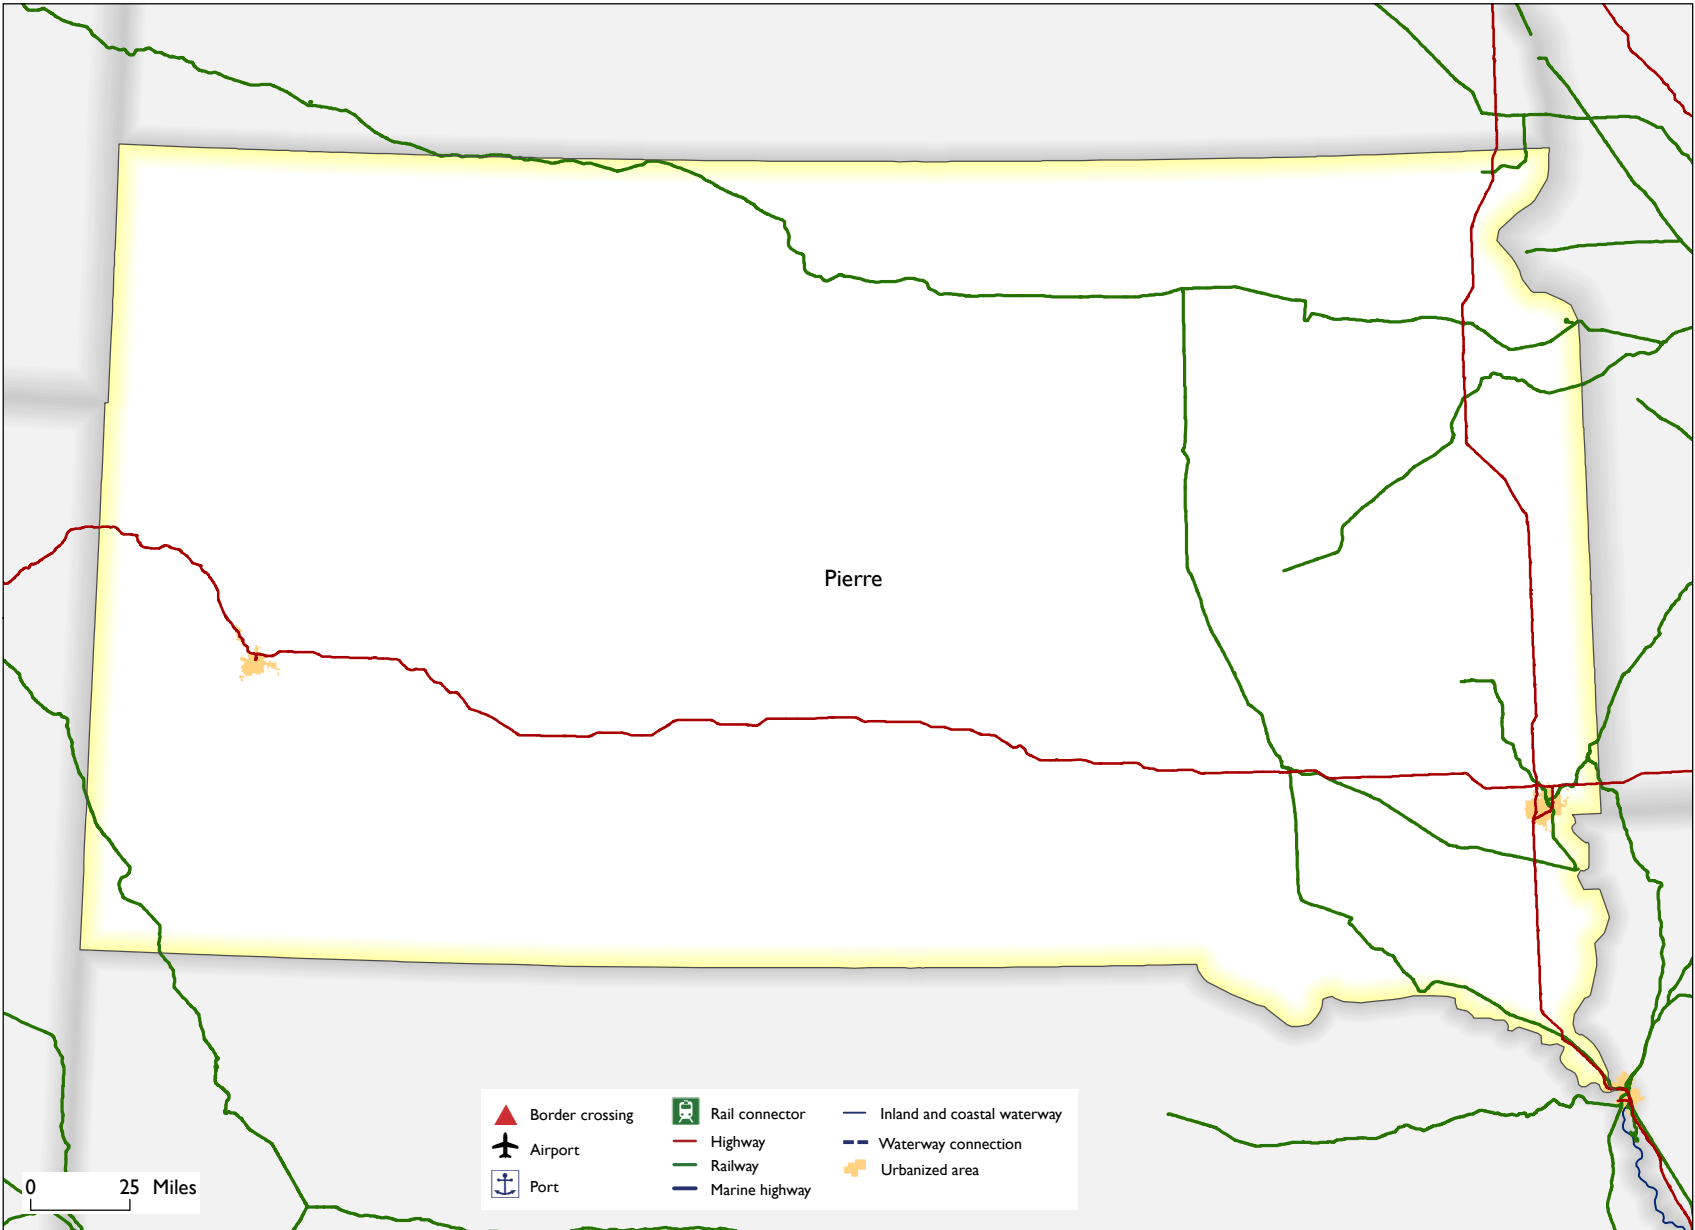 Pierre
Border crossing
Airport
Port
Rail connector
Highway
Railway
Marine highway
Inland and coastal waterway
Waterway connection
Urbanized area
0 25 Miles